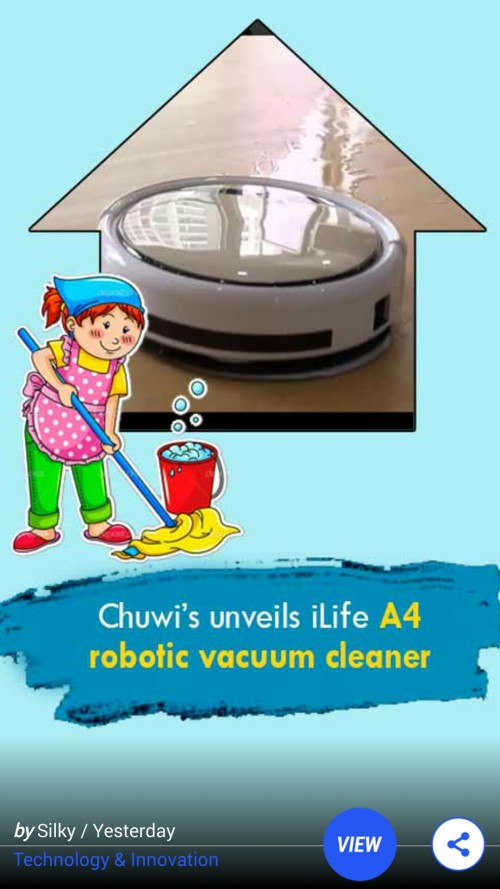 Chuwi's unveils iLife A4
robotic vacuum cleaner
by Silky / Yesterday
Technology & Innovation
VIEW